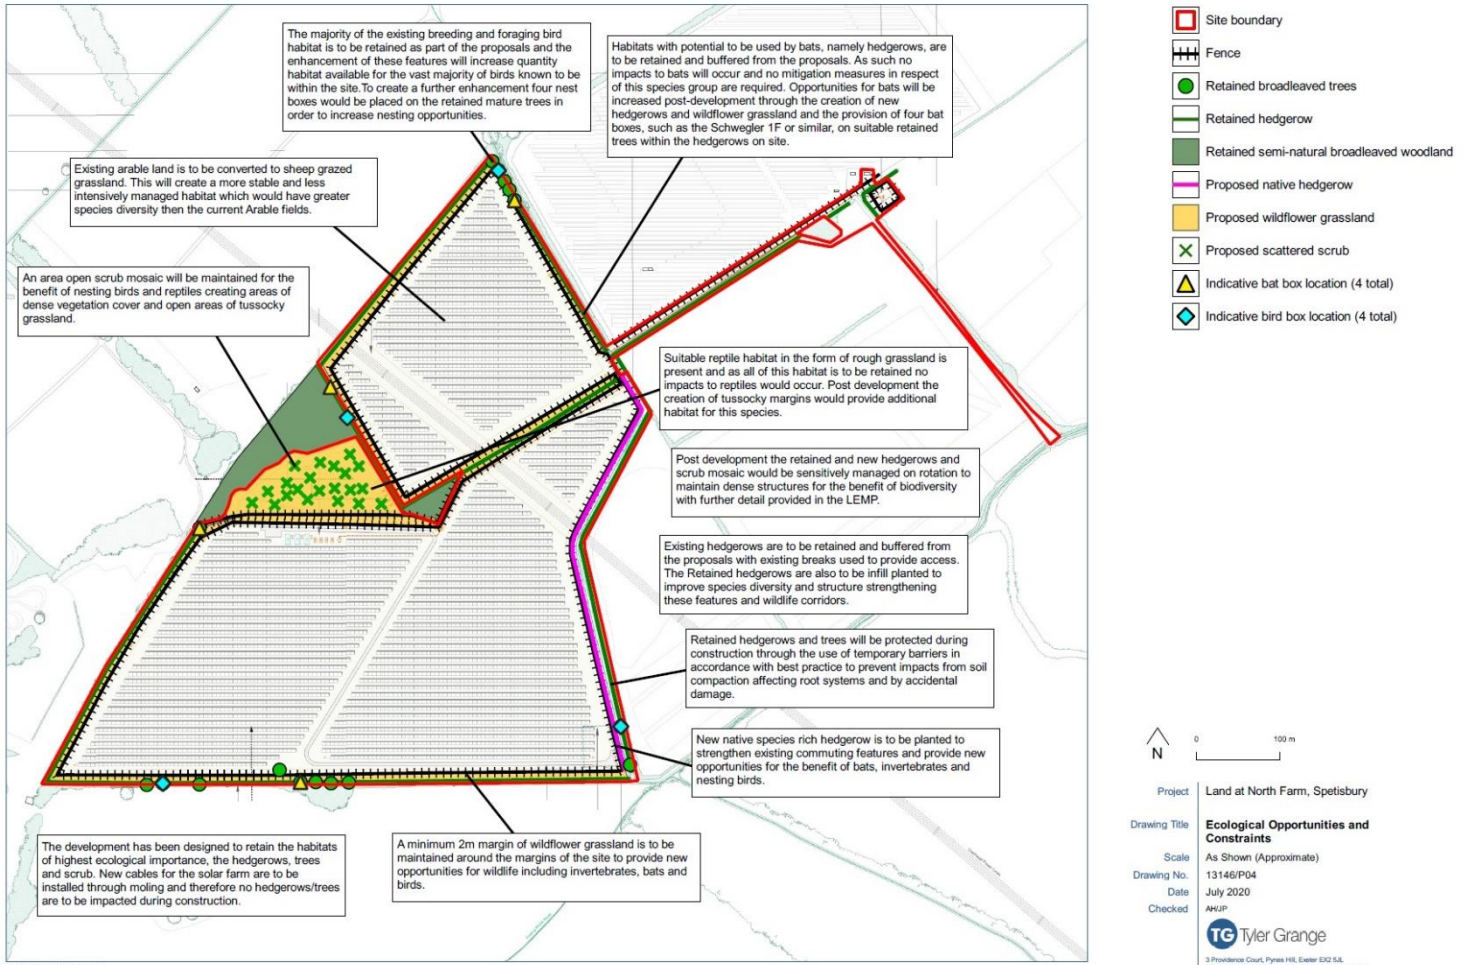 The majority of the existing breeding and foraging bird
habitat is to be retained as part of the proposals and the
enhancement of these features will increase quantity
habitat available for the vast majority of birds known to be
within the site.To create a further enhancement four nest
boxes would be placed on the retained mature trees in
order to increase nesting opportunities.
Habitats with potential to be used by bats, namely hedgerows, are
to be retained and buffered from the proposals. As such no
impacts to bats will occur and no mitigation measures in respect
of this species group are required. Opportunities for bats will be
increased post-development through the creation of new
hedgerows and wildflower grassland and the provision of four bat
boxes, such as the Schwegler 1F or similar, on suitable retained
trees within the hedgerows on site.
Existing arable land is to be converted to sheep grazed
grassland. This will create a more stable and less
intensively managed habitat which would have greater
species diversity then the current Arable fields.
An area open scrub mosaic will be maintained for the
benefit of nesting birds and reptiles creating areas of
dense vegetation cover and open areas of tussocky
grassland.
Suitable reptile habitat in the form of rough grassland is
present and as all of this habitat is to be retained no
impacts to reptiles would occur. Post development the
creation of tussocky margins would provide additional
habitat for this species.
Post development the retained and new hedgerows and
scrub mosaic would be sensitively managed on rotation to
maintain dense structures for the benefit of biodiversity
with further detail provided in the LEMP.
Existing hedgerows are to be retained and buffered from
the proposals with existing breaks used to provide access.
The Retained hedgerows are also to be infill planted to
improve species diversity and structure strengthening
these features and wildlife corridors.
Retained hedgerows and trees will be protected during
construction through the use of temporary barriers in
accordance with best practice to prevent impacts from soil
compaction affecting root systems and by accidental
damage.
New native species rich hedgerow is to be planted to
strengthen existing commuting features and provide new
opportunities for the benefit of bats, invertebrates and
nesting birds.
The development has been designed to retain the habitats
of highest ecological importance, the hedgerows, trees
and scrub. New cables for the solar farm are to be
installed through moling and therefore no hedgerows/trees
are to be impacted during construction.
A minimum 2m margin of wildflower grassland is to be
maintained around the margins of the site to provide new
opportunities for wildlife including invertebrates, bats and
birds.
Site boundary
Fence
Retained broadleaved trees
Retained hedgerow
Retained semi-natural broadleaved woodland
Proposed native hedgerow
Proposed wildflower grassland
Proposed scattered scrub
Indicative bat box location (4 total)
Indicative bird box location (4 total)
N
0 100 m
Project Land at North Farm, Spetisbury
Drawing Title Ecological Opportunities and
Constraints
Scale As Shown (Approximate)
Drawing No. 13146/P04
Date July 2020
Checked AH/JP
TG Tyler Grange
3 Providence Court, Pynes Hill, Exeter EX2 5JL